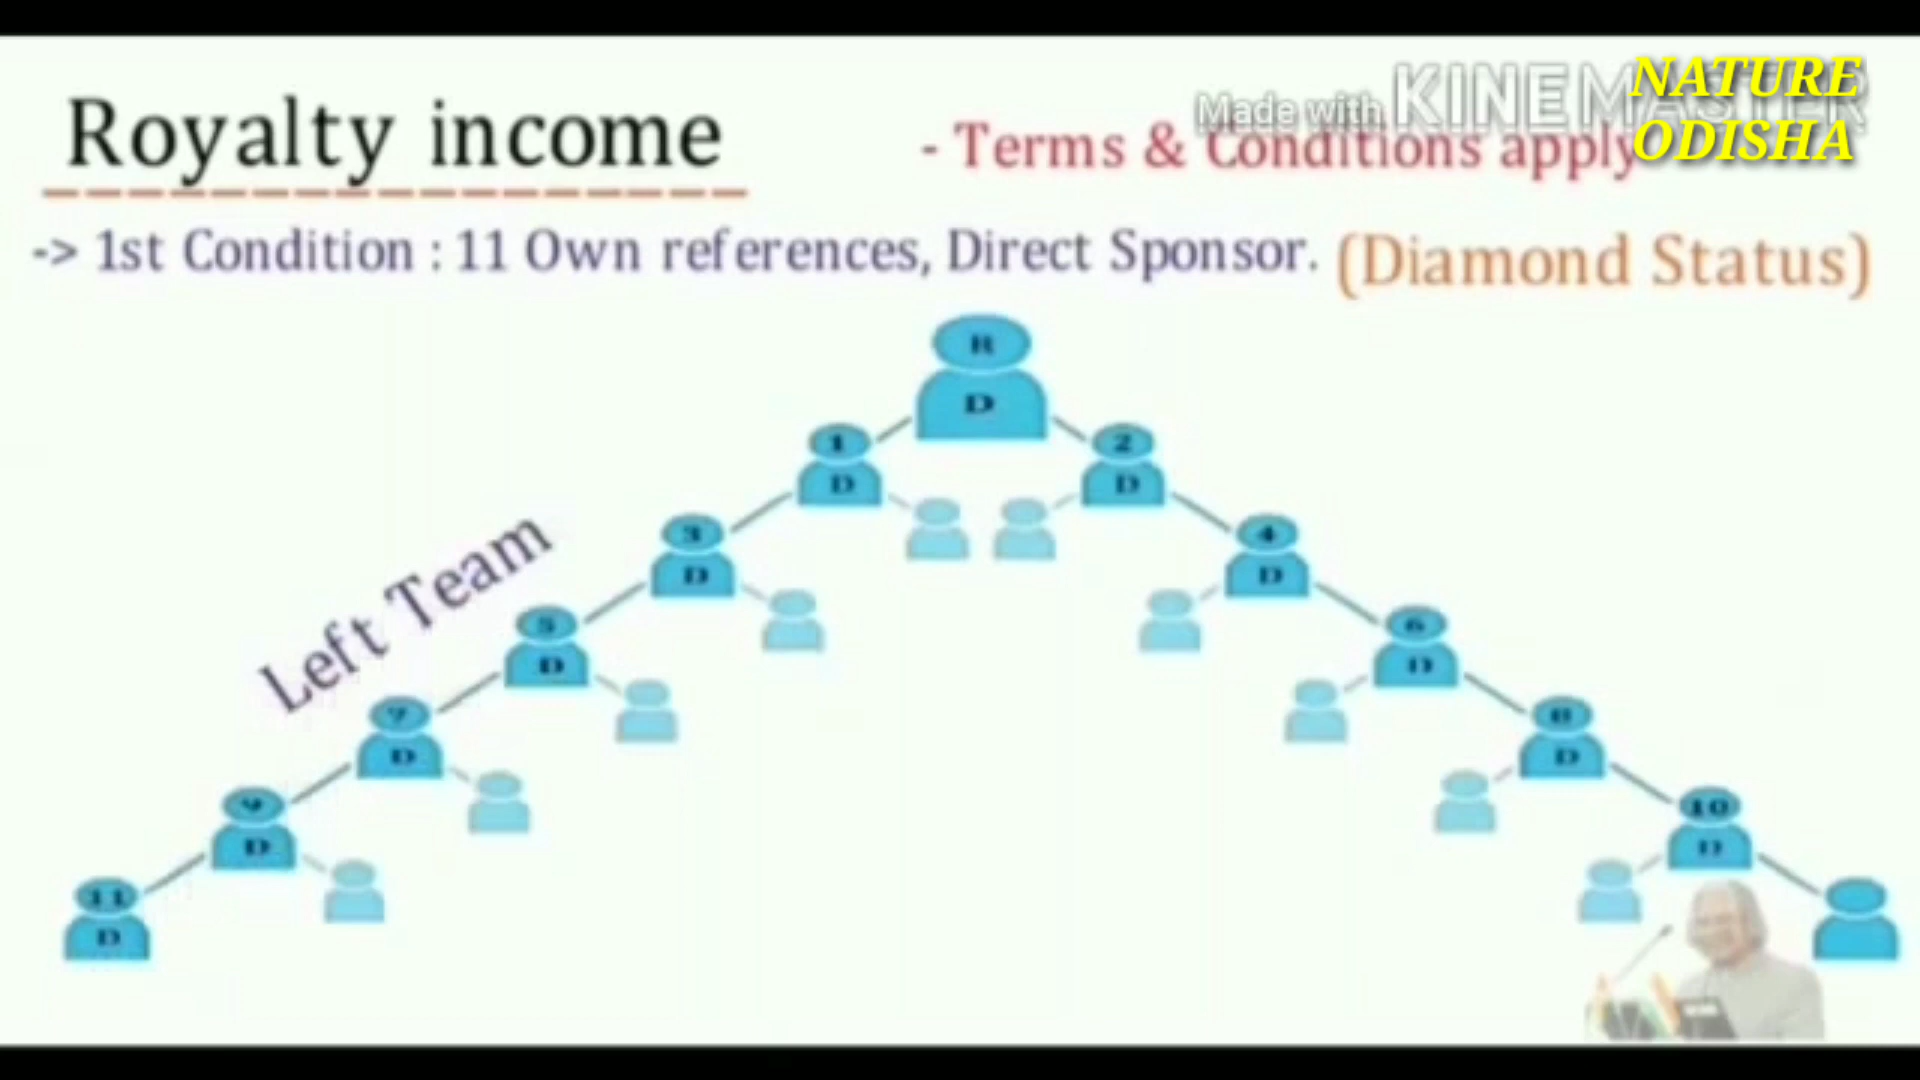 Royalty income
- Terms & Conditions apply
Made with KINEMASTER
NATURE
ODISHA
-> 1st Condition : 11 Own references, Direct Sponsor. (Diamond Status)
R
D
1
D
2
D
3
D
4
D
Left Team
5
D
6
D
7
D
8
D
9
D
10
D
11
D